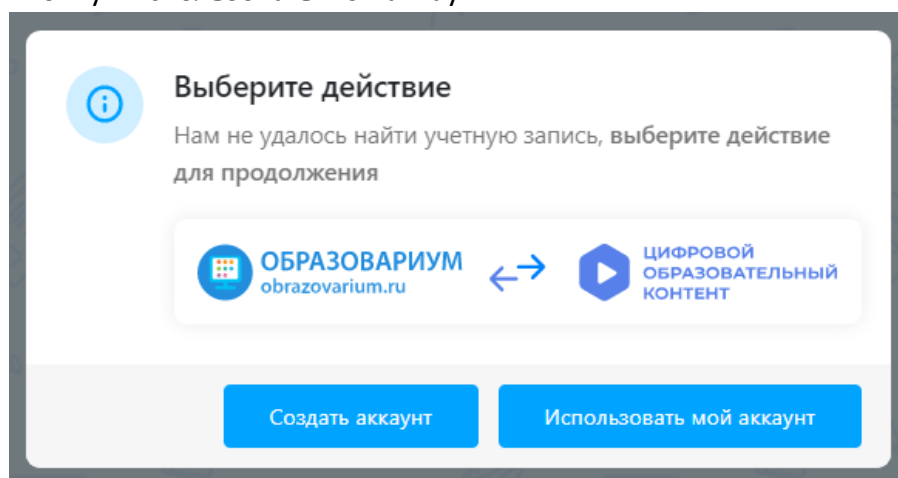 Выберите действие
Нам не удалось найти учетную запись, выберите действие
для продолжения
ОБРАЗОВАРИУМ
obrazovarium.ru
ЦИФРОВОЙ
ОБРАЗОВАТЕЛЬНЫЙ
КОНТЕНТ
Создать аккаунт
Использовать мой аккаунт